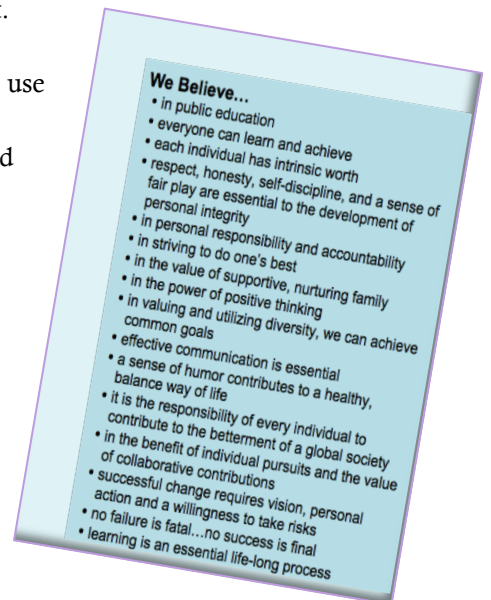 t.
use
d
We Believe…
• in public education
• everyone can learn and achieve
• each individual has intrinsic worth
• respect, honesty, self-discipline, and a sense of
fair play are essential to the development of
personal integrity
• in personal responsibility and accountability
• in striving to do one's best
• in the value of supportive, nurturing family
• in the power of positive thinking
• in valuing and utilizing diversity, we can achieve
common goals
• effective communication is essential
• a sense of humor contributes to a healthy,
balance way of life
• it is the responsibility of every individual to
contribute to the betterment of a global society
• in the benefit of individual pursuits and the value
of collaborative contributions
• successful change requires vision, personal
action and a willingness to take risks
• no failure is fatal…no success is final
• learning is an essential life-long process